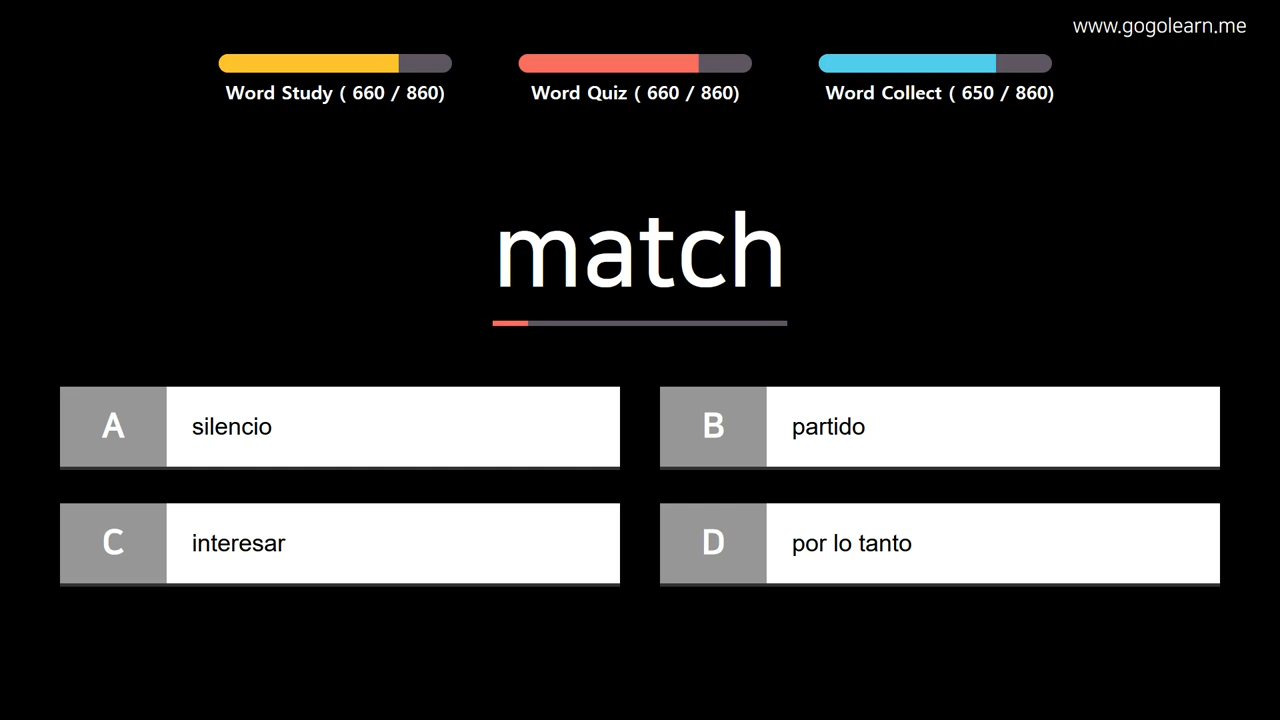 www.gogolearn.me
Word Study ( 660 / 860)
Word Quiz ( 660 / 860)
Word Collect ( 650 / 860)
match
A silencio
B partido
C interesar
D por lo tanto